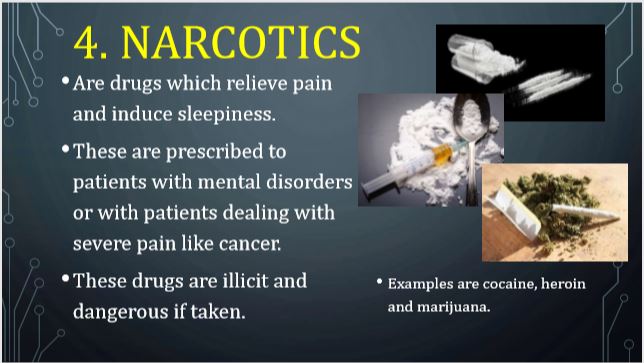 4. NARCOTICS
• Are drugs which relieve pain
and induce sleepiness.
• These are prescribed to
patients with mental disorders
or with patients dealing with
severe pain like cancer.
• These drugs are illicit and
dangerous if taken.
• Examples are cocaine, heroin
and marijuana.